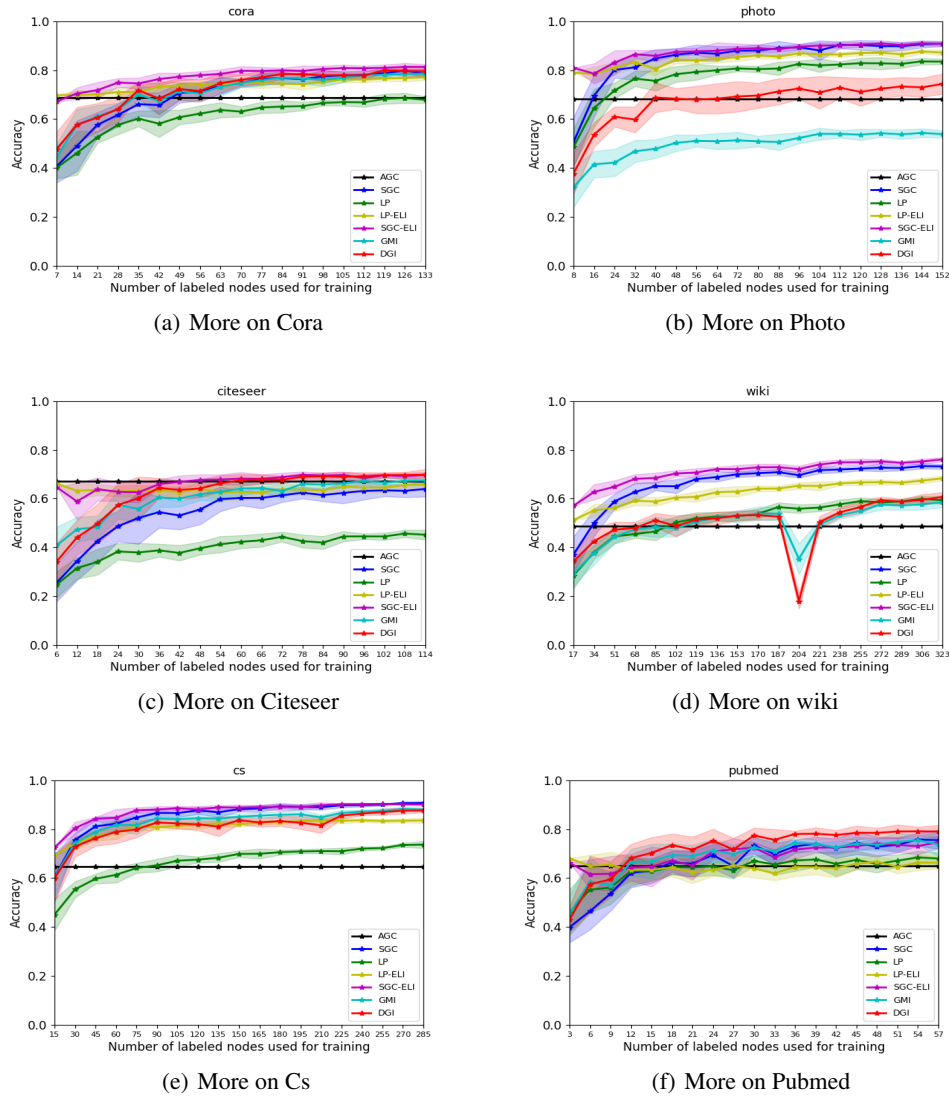 cora
1.0
0.8
0.6
0.4
0.2
0.0
Accuracy
AGC
SGC
LP
LP-ELI
SGC-ELI
GMI
DGI
7 14 21 28 35 42 49 56 63 70 77 84 91 98 105 112 119 126 133
Number of labeled nodes used for training
(a) More on Cora
photo
1.0
0.8
0.6
0.4
0.2
0.0
Accuracy
AGC
SGC
LP
LP-ELI
SGC-ELI
GMI
DGI
8 16 24 32 40 48 56 64 72 80 88 96 104 112 120 128 136 144 152
Number of labeled nodes used for training
(b) More on Photo
citeseer
1.0
0.8
0.6
0.4
0.2
0.0
Accuracy
AGC
SGC
LP
LP-ELI
SGC-ELI
GMI
DGI
6 12 18 24 30 36 42 48 54 60 66 72 78 84 90 96 102 108 114
Number of labeled nodes used for training
(c) More on Citeseer
wiki
1.0
0.8
0.6
0.4
0.2
0.0
Accuracy
AGC
SGC
LP
LP-ELI
SGC-ELI
GMI
DGI
17 34 51 68 85 102 119 136 153 170 187 204 221 238 255 272 289 306 323
Number of labeled nodes used for training
(d) More on wiki
cs
1.0
0.8
0.6
0.4
0.2
0.0
Accuracy
AGC
SGC
LP
LP-ELI
SGC-ELI
GMI
DGI
15 30 45 60 75 90 105 120 135 150 165 180 195 210 225 240 255 270 285
Number of labeled nodes used for training
(e) More on Cs
pubmed
1.0
0.8
0.6
0.4
0.2
0.0
Accuracy
AGC
SGC
LP
LP-ELI
SGC-ELI
GMI
DGI
3 6 9 12 15 18 21 24 27 30 33 36 39 42 45 48 51 54 57
Number of labeled nodes used for training
(f) More on Pubmed